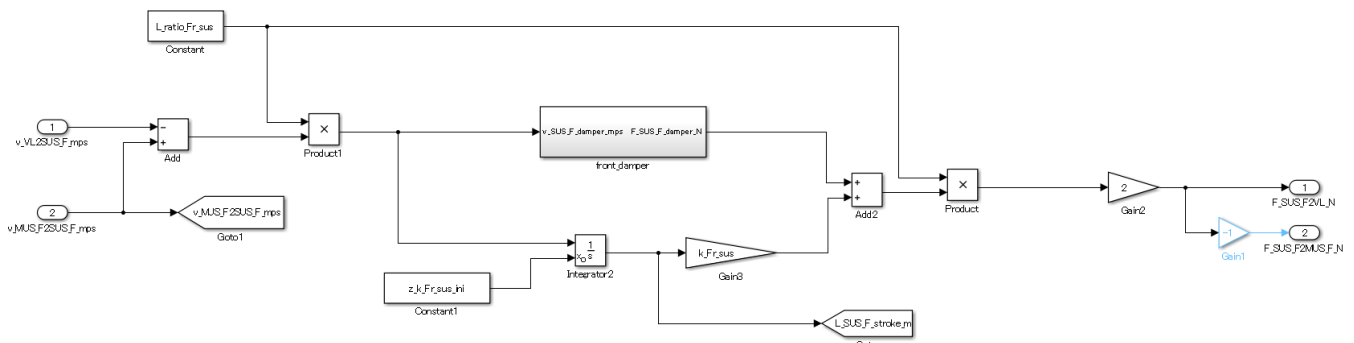 L_ratio_Fr_sus
Constant
1
v_VL2SUS_F_mps
−
+
Add
×
Product1
v_SUS_F_damper_mps F_SUS_F_damper_N
front_damper
2
v_MUS_F2SUS_F_mps
v_MUS_F2SUS_F_mps
Goto1
+
+
Add2
×
Product
2
Gain2
1
F_SUS_F2VL_N
-1
Gain1
2
F_SUS_F2MUS_F_N
1
s
xo
Integrator2
k_Fr_sus
Gain3
z_k_Fr_sus_ini
Constant1
L_SUS_F_stroke_m